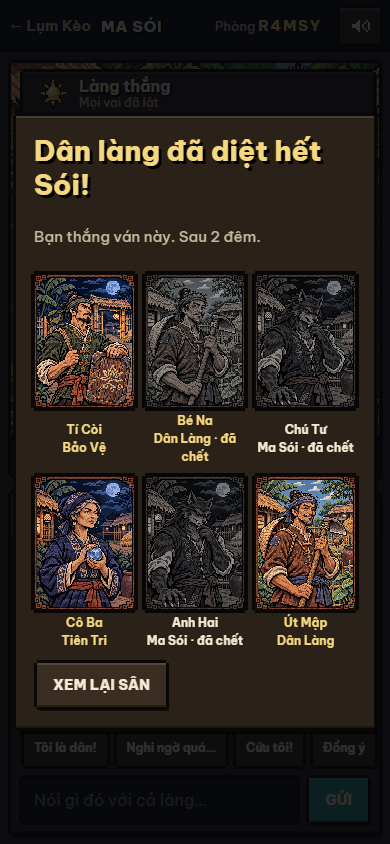 ← Lụm Kèo MA SÓI Phòng R4MSY
Làng thắng
Mọi vai đã lật
Dân làng đã diệt hết
Sói!
Bạn thắng ván này. Sau 2 đêm.
Tí Còi
Bảo Vệ
Bé Na
Dân Làng · đã
chết
Chú Tư
Ma Sói · đã chết
Cô Ba
Tiên Tri
Anh Hai
Ma Sói · đã chết
Út Mập
Dân Làng
XEM LẠI SÂN
Tôi là dân! Nghi ngờ quá... Cứu tôi! Đồng ý
Nói gì đó với cả làng... GỬI